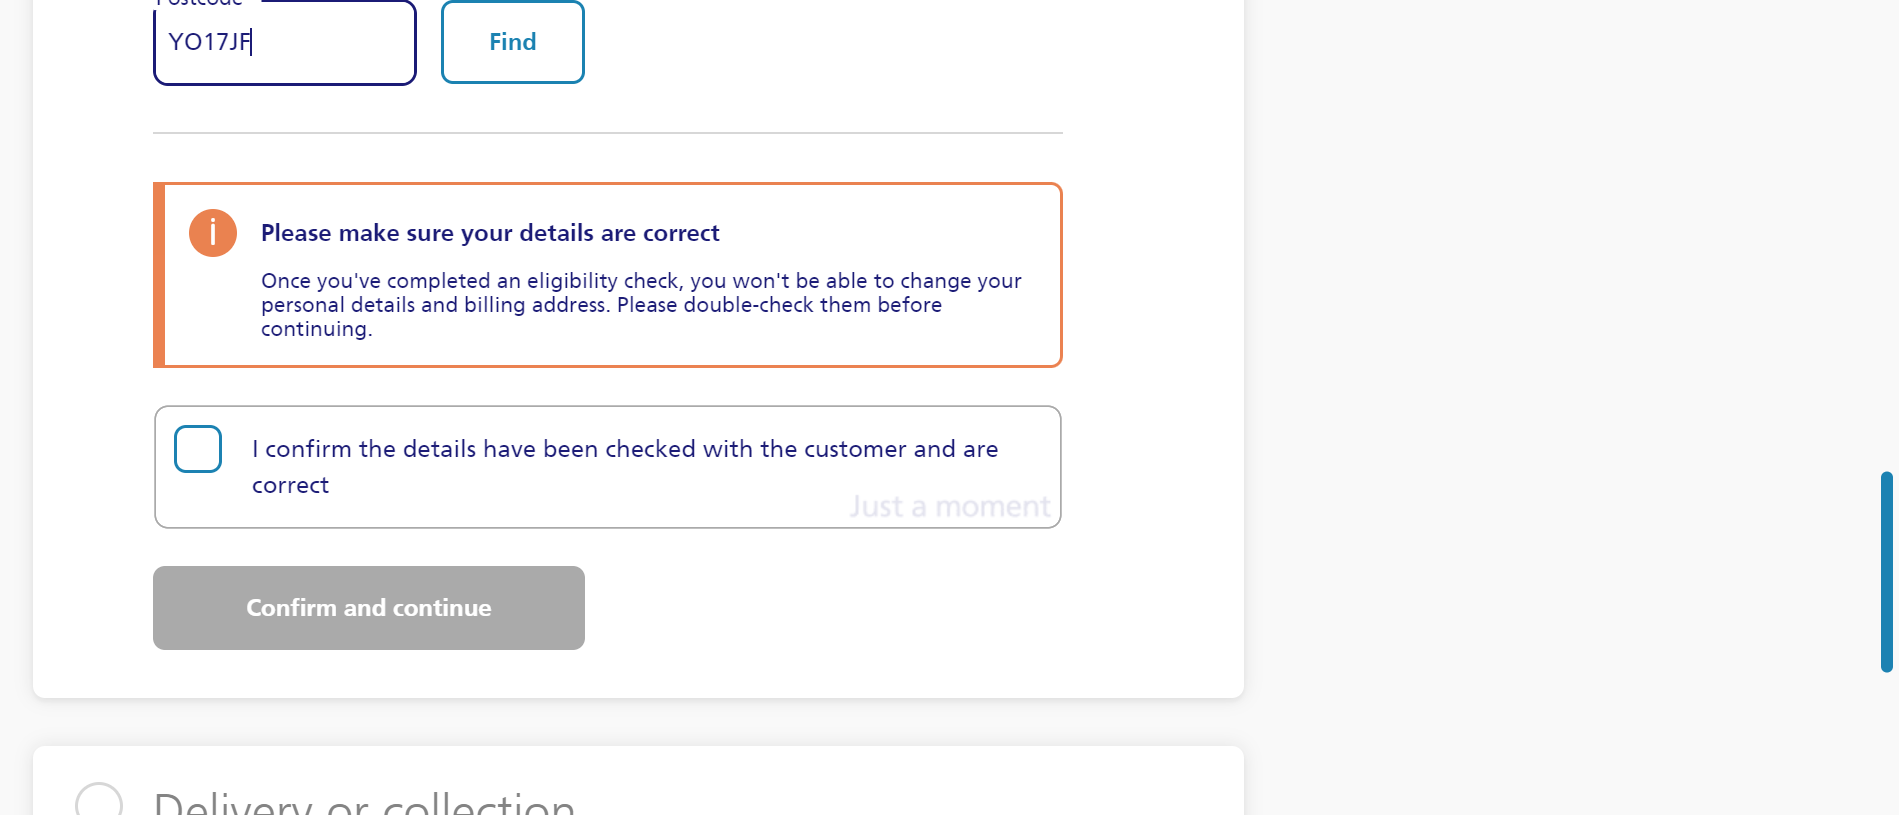 Postcode
YO17JF
Find
i
Please make sure your details are correct
Once you've completed an eligibility check, you won't be able to change your
personal details and billing address. Please double-check them before
continuing.
I confirm the details have been checked with the customer and are
correct
Just a moment
Confirm and continue
Delivery or collection